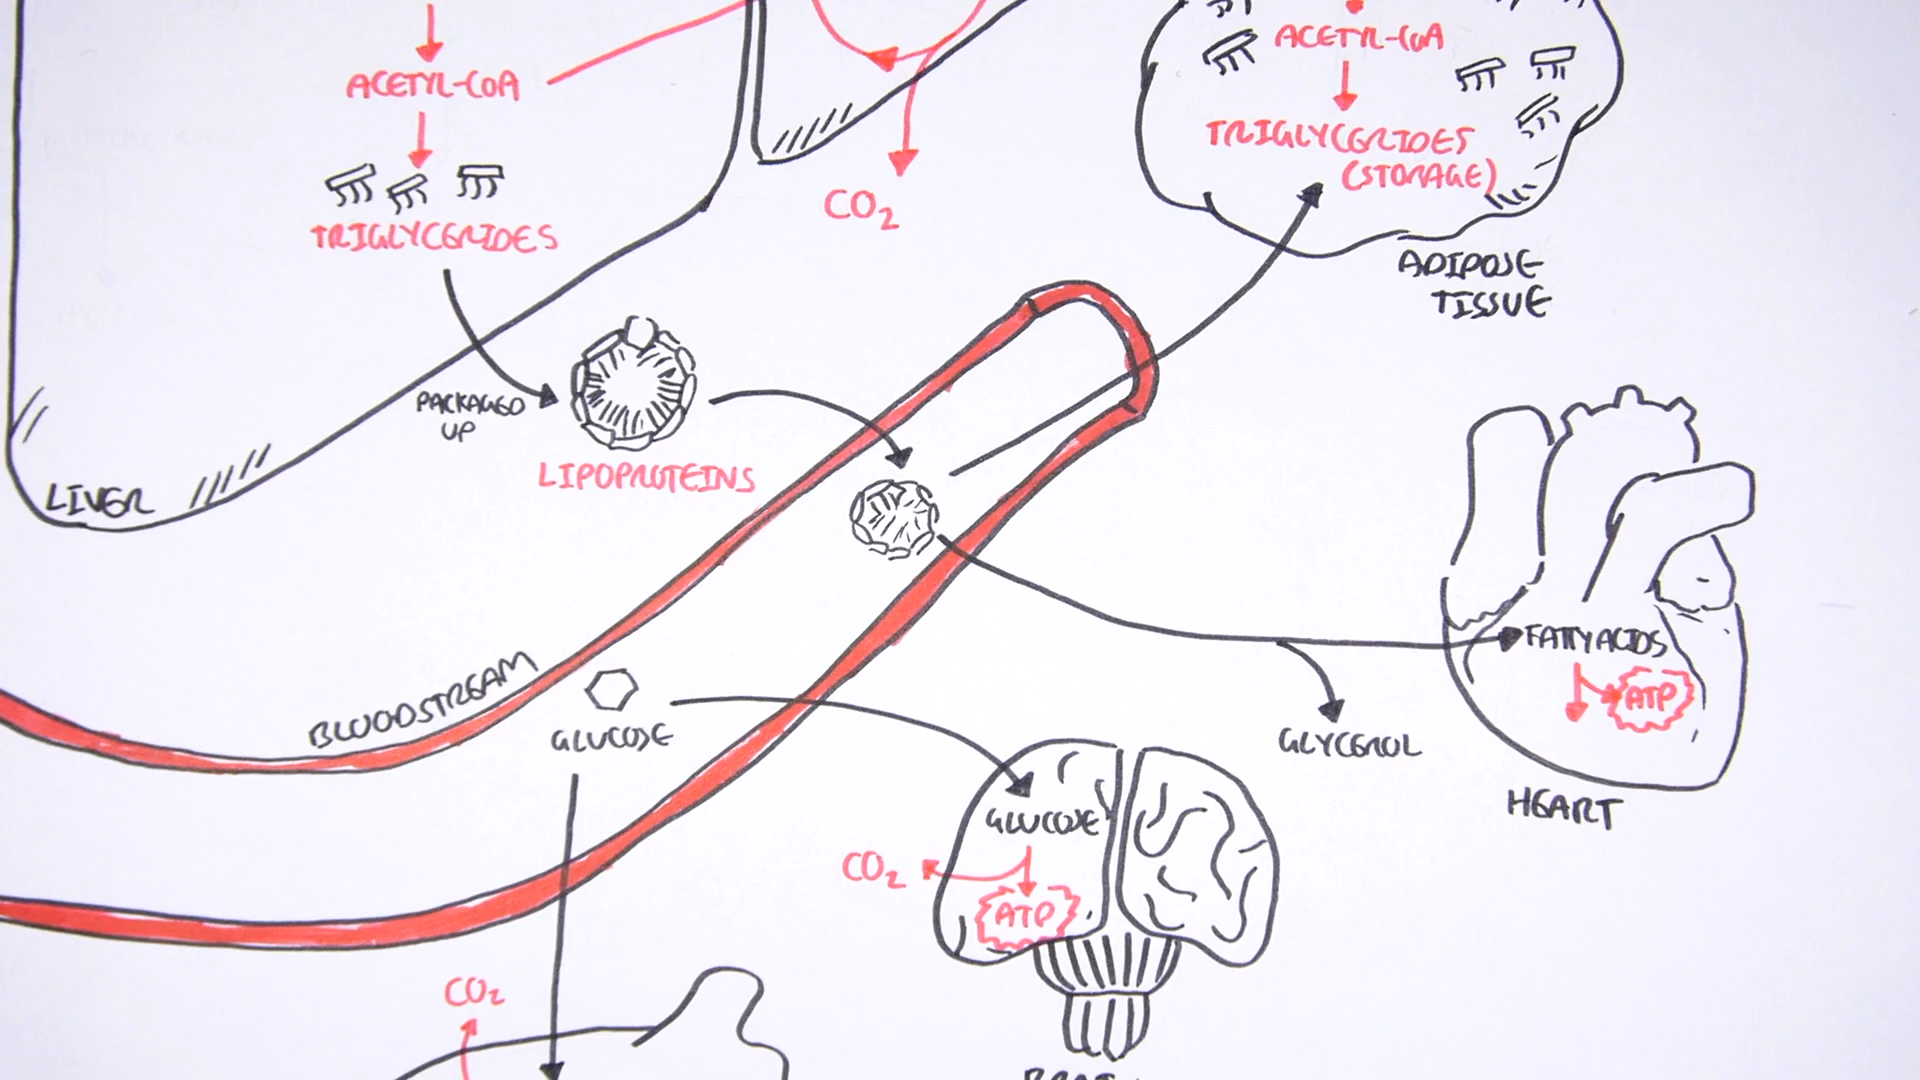 ACETYL-COA
TRIGLYCERIDES
PACKAGED
UP
LIPOPROTEINS
LIVER
CO2
ACETYL-COA
TRIGLYCERIDES
(STORAGE)
ADIPOSE
TISSUE
BLOODSTREAM
GLUCOSE
FATTY ACIDS
ATP
GLYCEROL
HEART
GLUCOSE
CO2
ATP
CO2